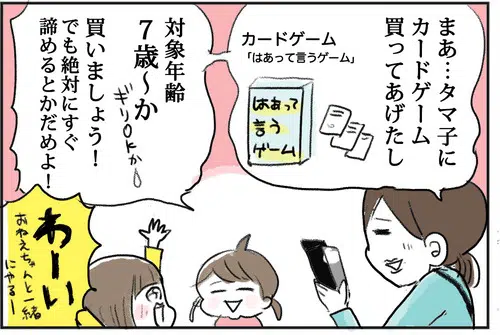 まあ…タマ子に
カードゲーム
買ってあげたし
カードゲーム
「はあって言うゲーム」
はあって
言う
ゲーム
対象年齢
7歳～か
ギリOKか
買いましょう！
でも絶対にすぐ
諦めるとかだめよ！
わーい
おねえちゃんと一緒
にやるー